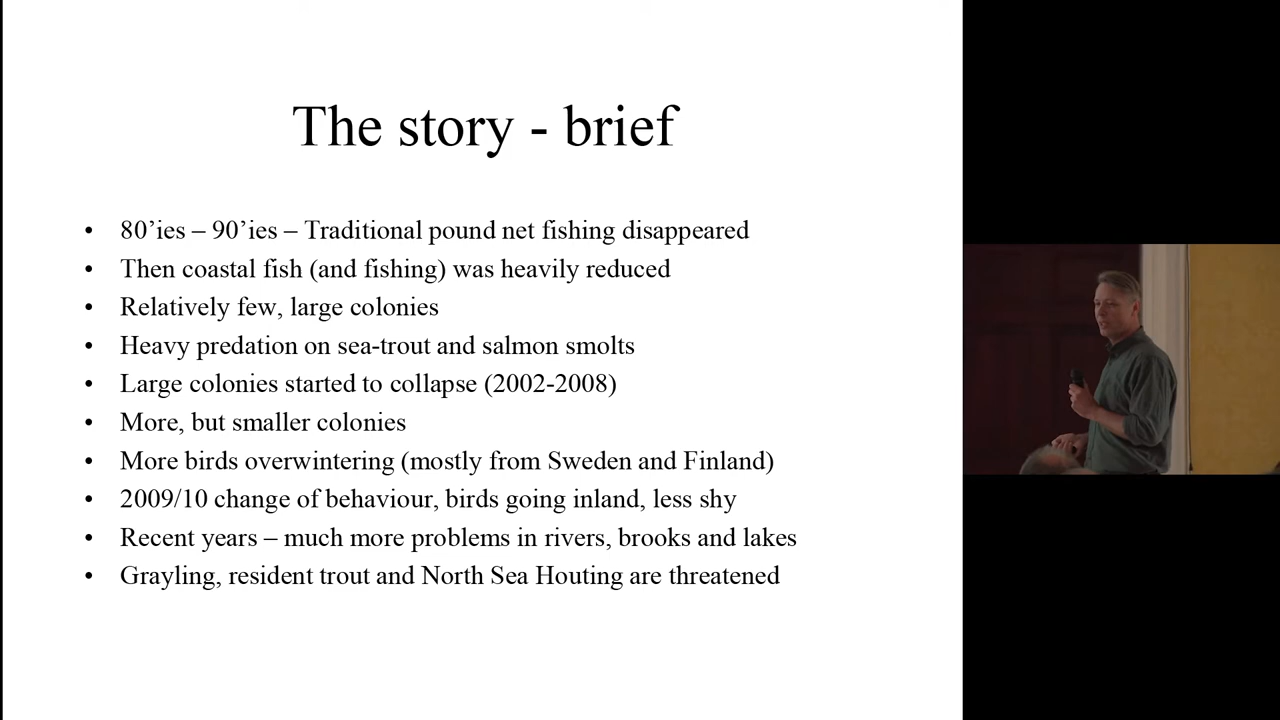 The story - brief
• 80’ies – 90’ies – Traditional pound net fishing disappeared
• Then coastal fish (and fishing) was heavily reduced
• Relatively few, large colonies
• Heavy predation on sea-trout and salmon smolts
• Large colonies started to collapse (2002-2008)
• More, but smaller colonies
• More birds overwintering (mostly from Sweden and Finland)
• 2009/10 change of behaviour, birds going inland, less shy
• Recent years – much more problems in rivers, brooks and lakes
• Grayling, resident trout and North Sea Houting are threatened